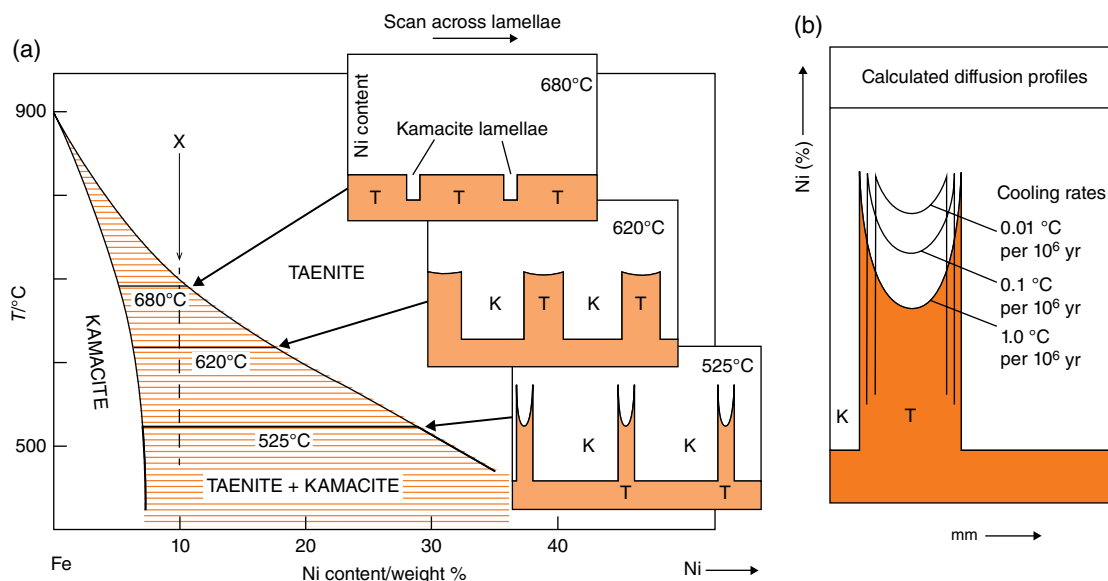 (a)
Scan across lamellae
(b)
Calculated diffusion profiles
680°C
Ni content
Kamacite lamellae
T T T
900
X
Ni (%)
620°C
K T K T
TAENITE
Cooling rates
0.01 °C
per 10⁶ yr
0.1 °C
per 10⁶ yr
1.0 °C
per 10⁶ yr
T/°C
680°C
KAMACITE
620°C
525°C
K K
T T
K T
525°C
500
TAENITE + KAMACITE
mm
10 20 30 40
Fe
Ni content/weight %
Ni